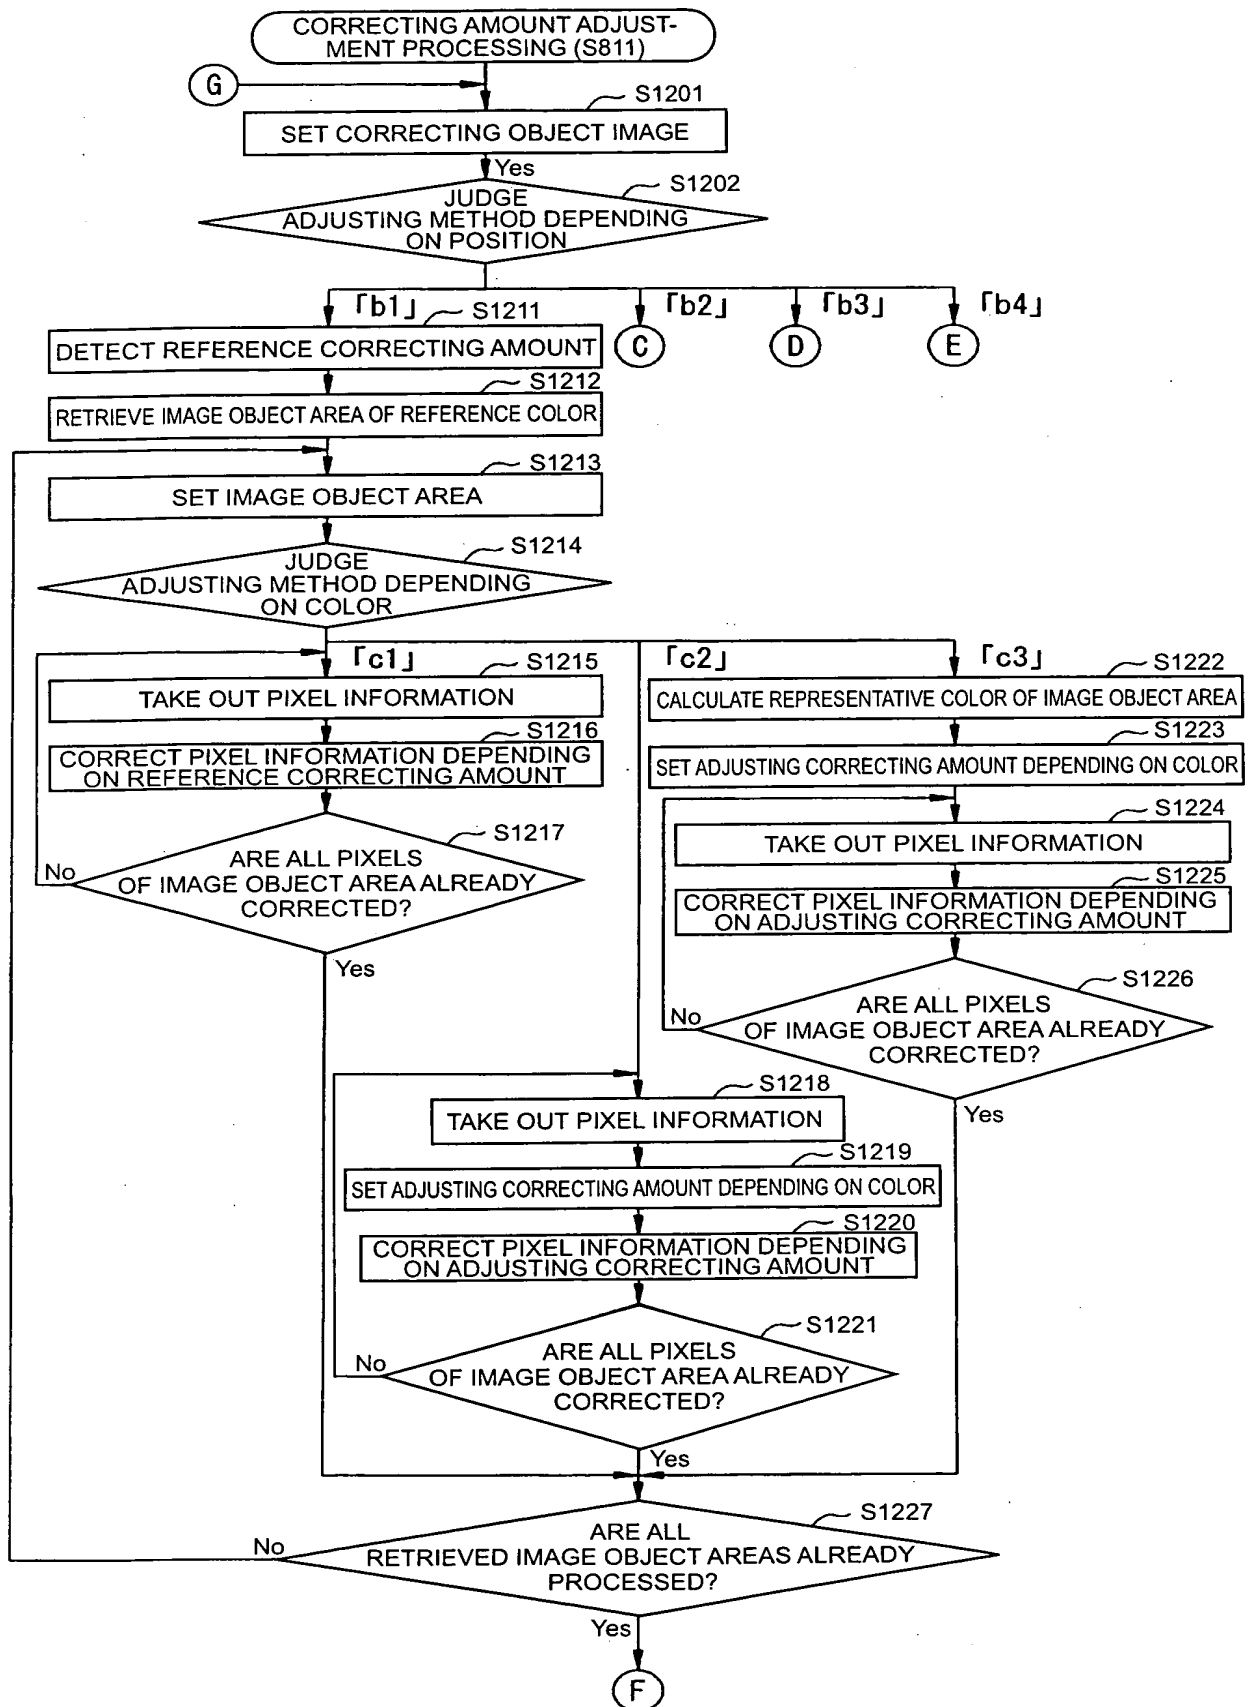 CORRECTING AMOUNT ADJUST-
MENT PROCESSING (S811)
G
S1201
SET CORRECTING OBJECT IMAGE
Yes
S1202
JUDGE
ADJUSTING METHOD DEPENDING
ON POSITION
「b1」
「b2」
「b3」
「b4」
S1211
DETECT REFERENCE CORRECTING AMOUNT
C
D
E
S1212
RETRIEVE IMAGE OBJECT AREA OF REFERENCE COLOR
S1213
SET IMAGE OBJECT AREA
S1214
JUDGE
ADJUSTING METHOD DEPENDING
ON COLOR
「c1」
「c2」
「c3」
S1215
TAKE OUT PIXEL INFORMATION
S1216
CORRECT PIXEL INFORMATION DEPENDING
ON REFERENCE CORRECTING AMOUNT
S1217
ARE ALL PIXELS
OF IMAGE OBJECT AREA ALREADY
CORRECTED?
No
Yes
S1222
CALCULATE REPRESENTATIVE COLOR OF IMAGE OBJECT AREA
S1223
SET ADJUSTING CORRECTING AMOUNT DEPENDING ON COLOR
S1224
TAKE OUT PIXEL INFORMATION
S1225
CORRECT PIXEL INFORMATION DEPENDING
ON ADJUSTING CORRECTING AMOUNT
S1226
ARE ALL PIXELS
OF IMAGE OBJECT AREA ALREADY
CORRECTED?
No
Yes
S1218
TAKE OUT PIXEL INFORMATION
S1219
SET ADJUSTING CORRECTING AMOUNT DEPENDING ON COLOR
S1220
CORRECT PIXEL INFORMATION DEPENDING
ON ADJUSTING CORRECTING AMOUNT
S1221
ARE ALL PIXELS
OF IMAGE OBJECT AREA ALREADY
CORRECTED?
No
Yes
S1227
ARE ALL
RETRIEVED IMAGE OBJECT AREAS ALREADY
PROCESSED?
No
Yes
F